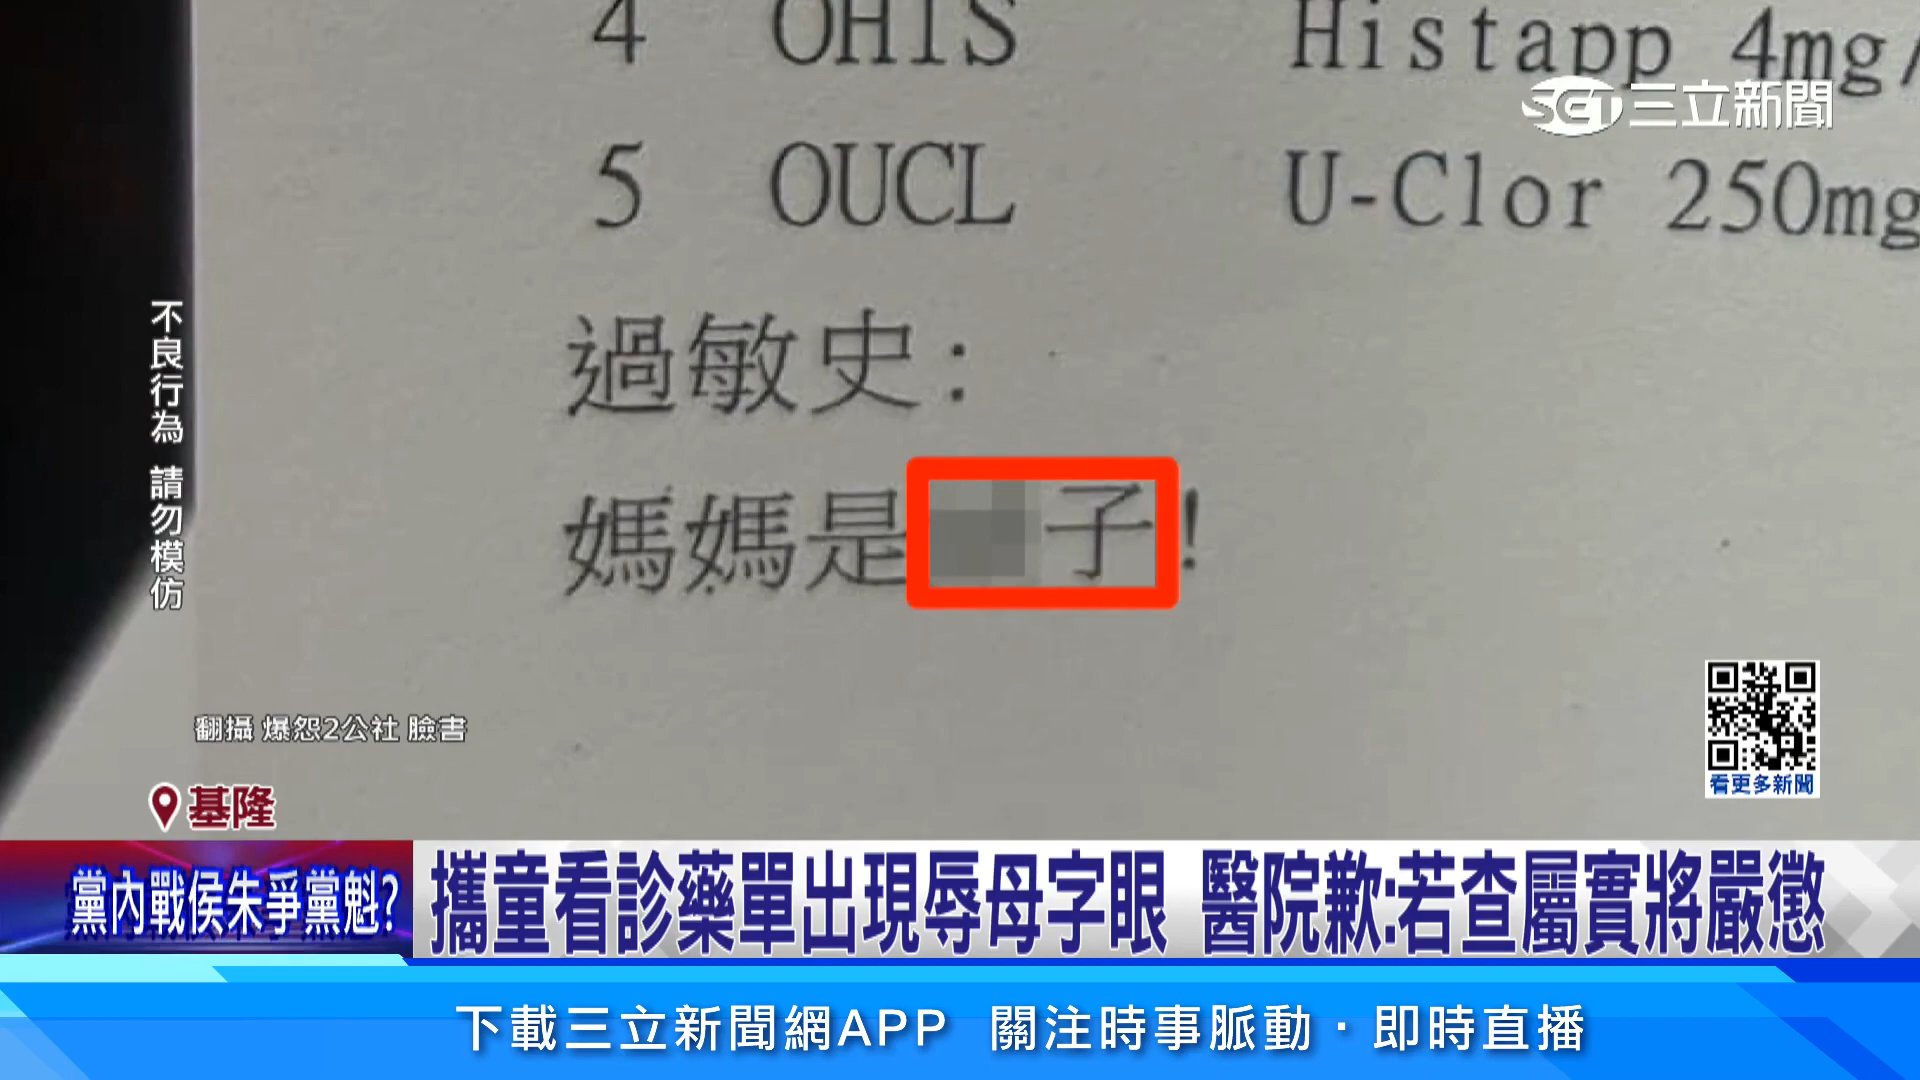 4 OHIS Histapp 4mg/
SET三立新聞
5 OUCL U-Clor 250mg
過敏史:
媽媽是 子!
不良行為 請勿模仿
翻攝 爆怨2公社 臉書
看更多新聞
基隆
黨內戰侯朱爭黨魁?
攜童看診藥單出現辱母字眼 醫院歉:若查屬實將嚴懲
下載三立新聞網APP 關注時事脈動·即時直播